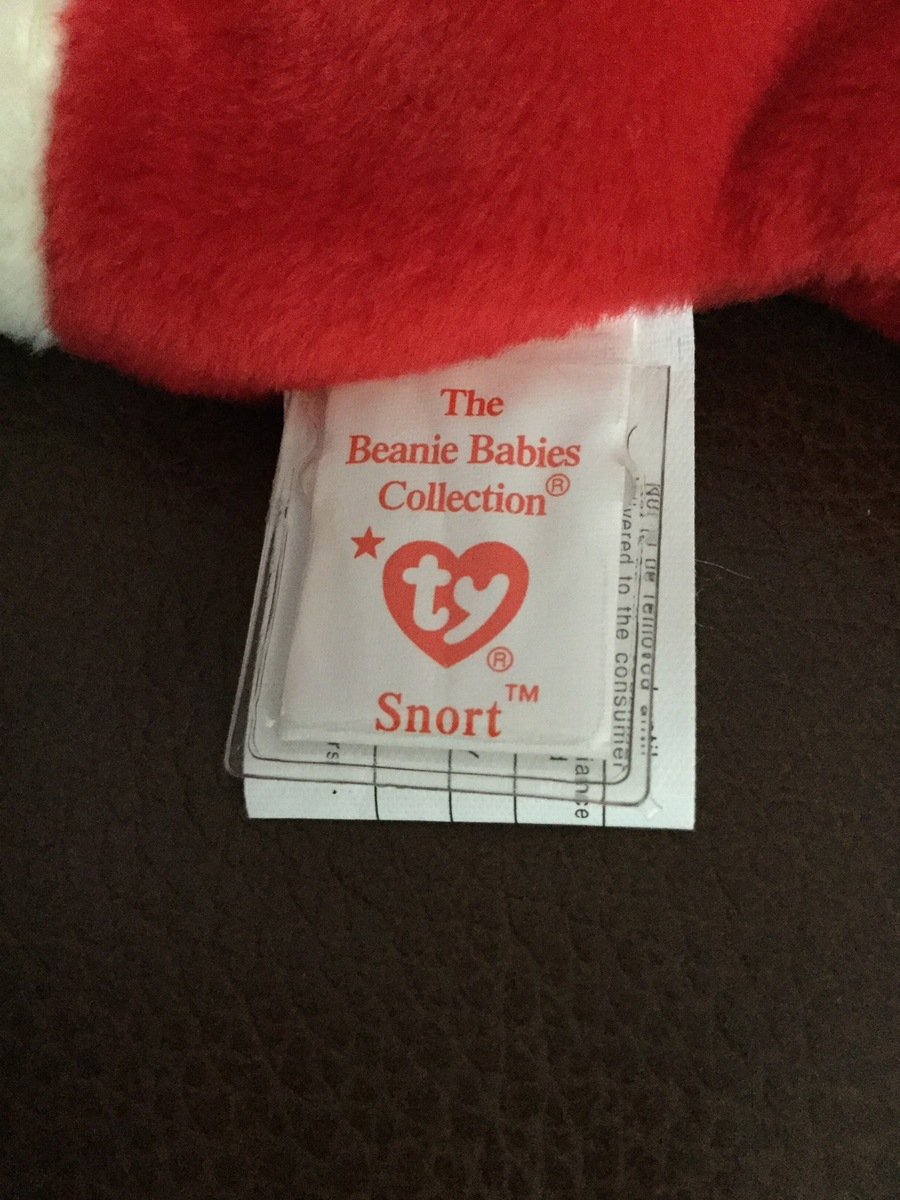 The
Beanie Babies
Collection®
ty®
Snort™
to the consumer